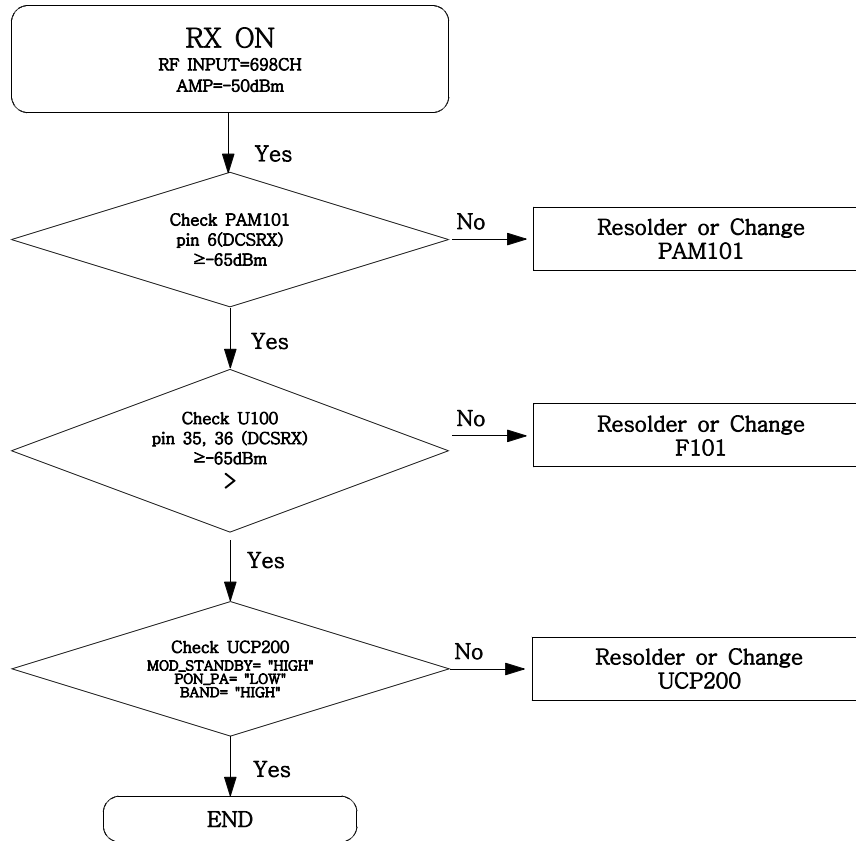 RX ON
RF INPUT=698CH
AMP=-50dBm
Yes
Check PAM101
pin 6(DCSRX)
≥-65dBm
No
Resolder or Change
PAM101
Yes
Check U100
pin 35, 36 (DCSRX)
≥-65dBm
>
No
Resolder or Change
F101
Yes
Check UCP200
MOD_STANDBY= "HIGH"
PON_PA= "LOW"
BAND= "HIGH"
No
Resolder or Change
UCP200
Yes
END